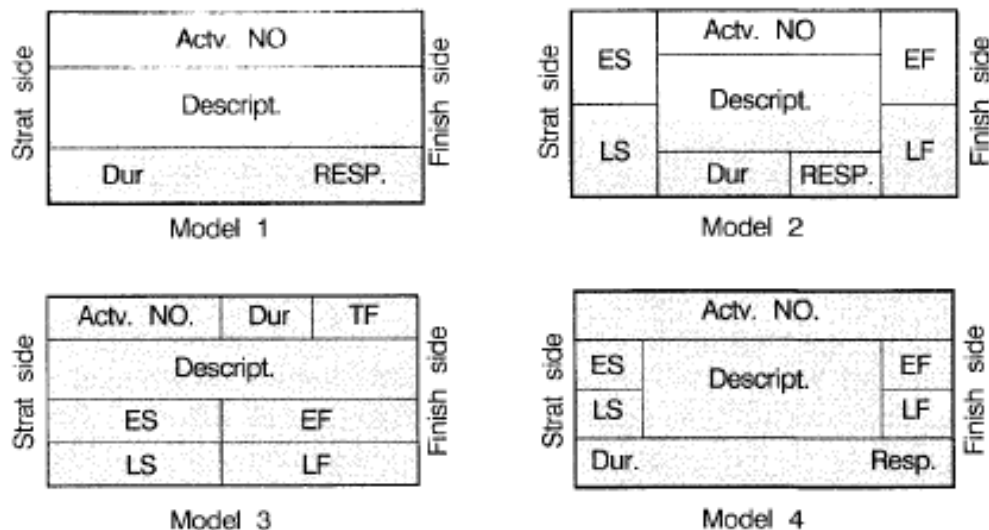 Strat side
Actv. NO
Descript.
Dur RESP.
Finish side
Model 1
Strat side
ES
LS
Actv. NO
Descript.
Dur RESP.
EF
LF
Finish side
Model 2
Strat side
Actv. NO. Dur TF
Descript.
ES EF
LS LF
Finish side
Model 3
Strat side
Actv. NO.
ES
LS
Descript.
EF
LF
Dur. Resp.
Finish side
Model 4